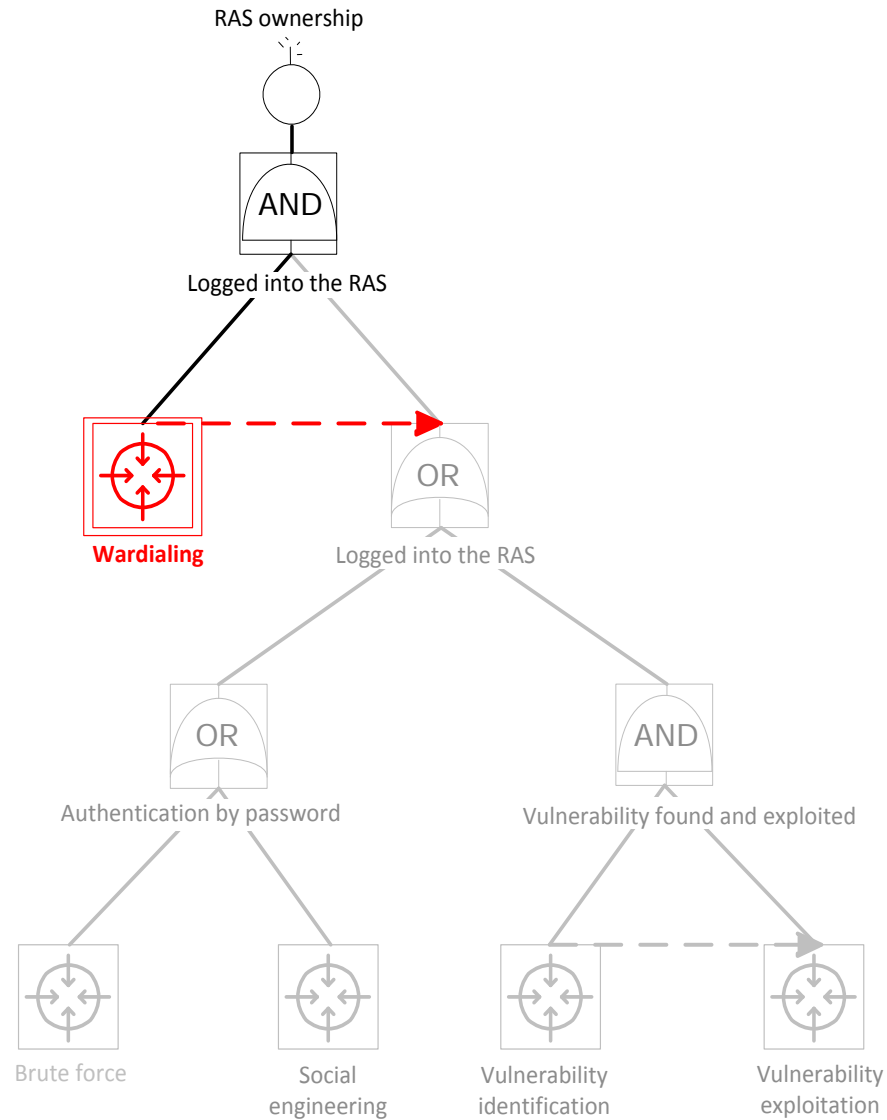 RAS ownership
AND
Logged into the RAS
OR
Wardialing
Logged into the RAS
OR
AND
Authentication by password
Vulnerability found and exploited
Brute force
Social
engineering
Vulnerability
identification
Vulnerability
exploitation